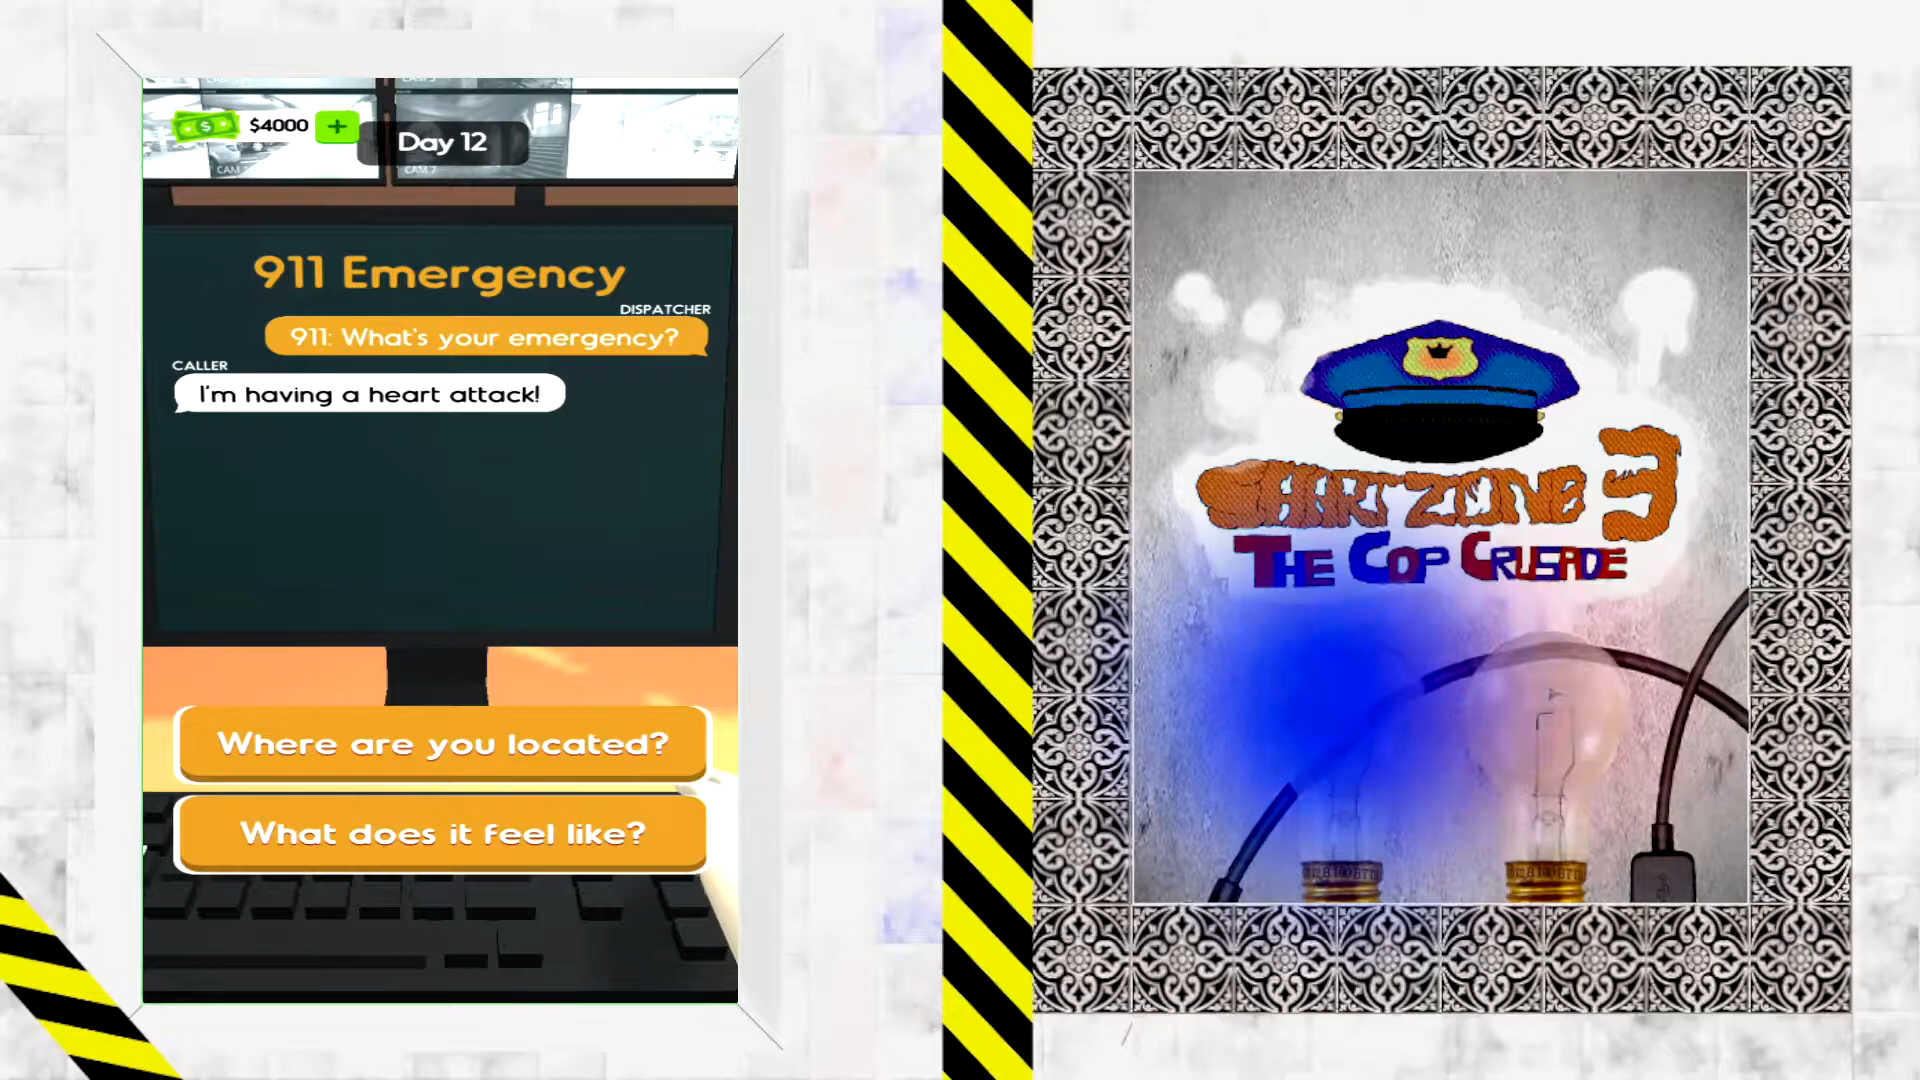 $4000 +
Day 12
CAM 7
911 Emergency
DISPATCHER
911: What's your emergency?
CALLER
I'm having a heart attack!
Where are you located?
What does it feel like?
3
THE COP CRUSADE